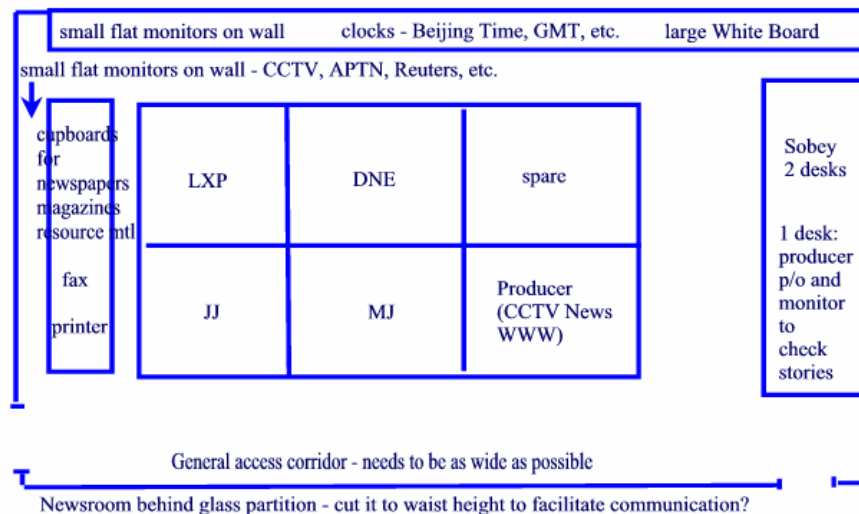 small flat monitors on wall clocks - Beijing Time, GMT, etc. large White Board
small flat monitors on wall - CCTV, APTN, Reuters, etc.
cupboards
for
newspapers
magazines
resource mtl
fax
printer
LXP
DNE
spare
JJ
MJ
Producer
(CCTV News
WWW)
Sobey
2 desks
1 desk:
producer
p/o and
monitor
to
check
stories
General access corridor - needs to be as wide as possible
Newsroom behind glass partition - cut it to waist height to facilitate communication?